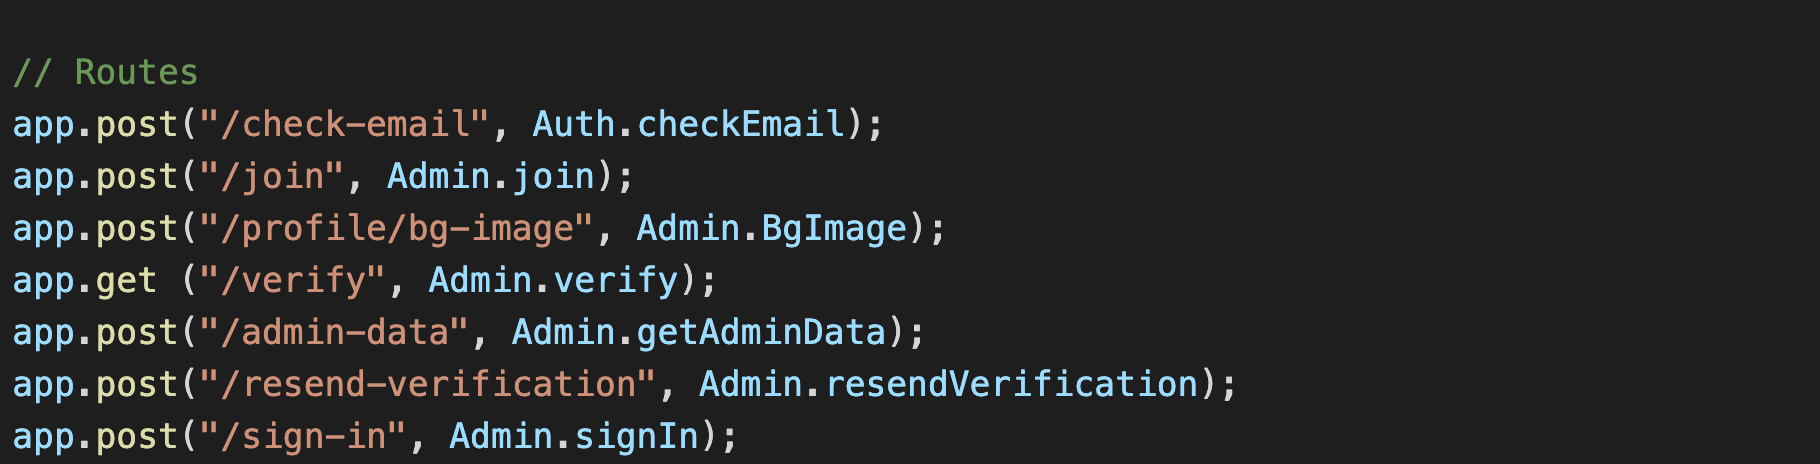 // Routes
app.post("/check-email", Auth.checkEmail);
app.post("/join", Admin.join);
app.post("/profile/bg-image", Admin.BgImage);
app.get ("/verify", Admin.verify);
app.post("/admin-data", Admin.getAdminData);
app.post("/resend-verification", Admin.resendVerification);
app.post("/sign-in", Admin.signIn);